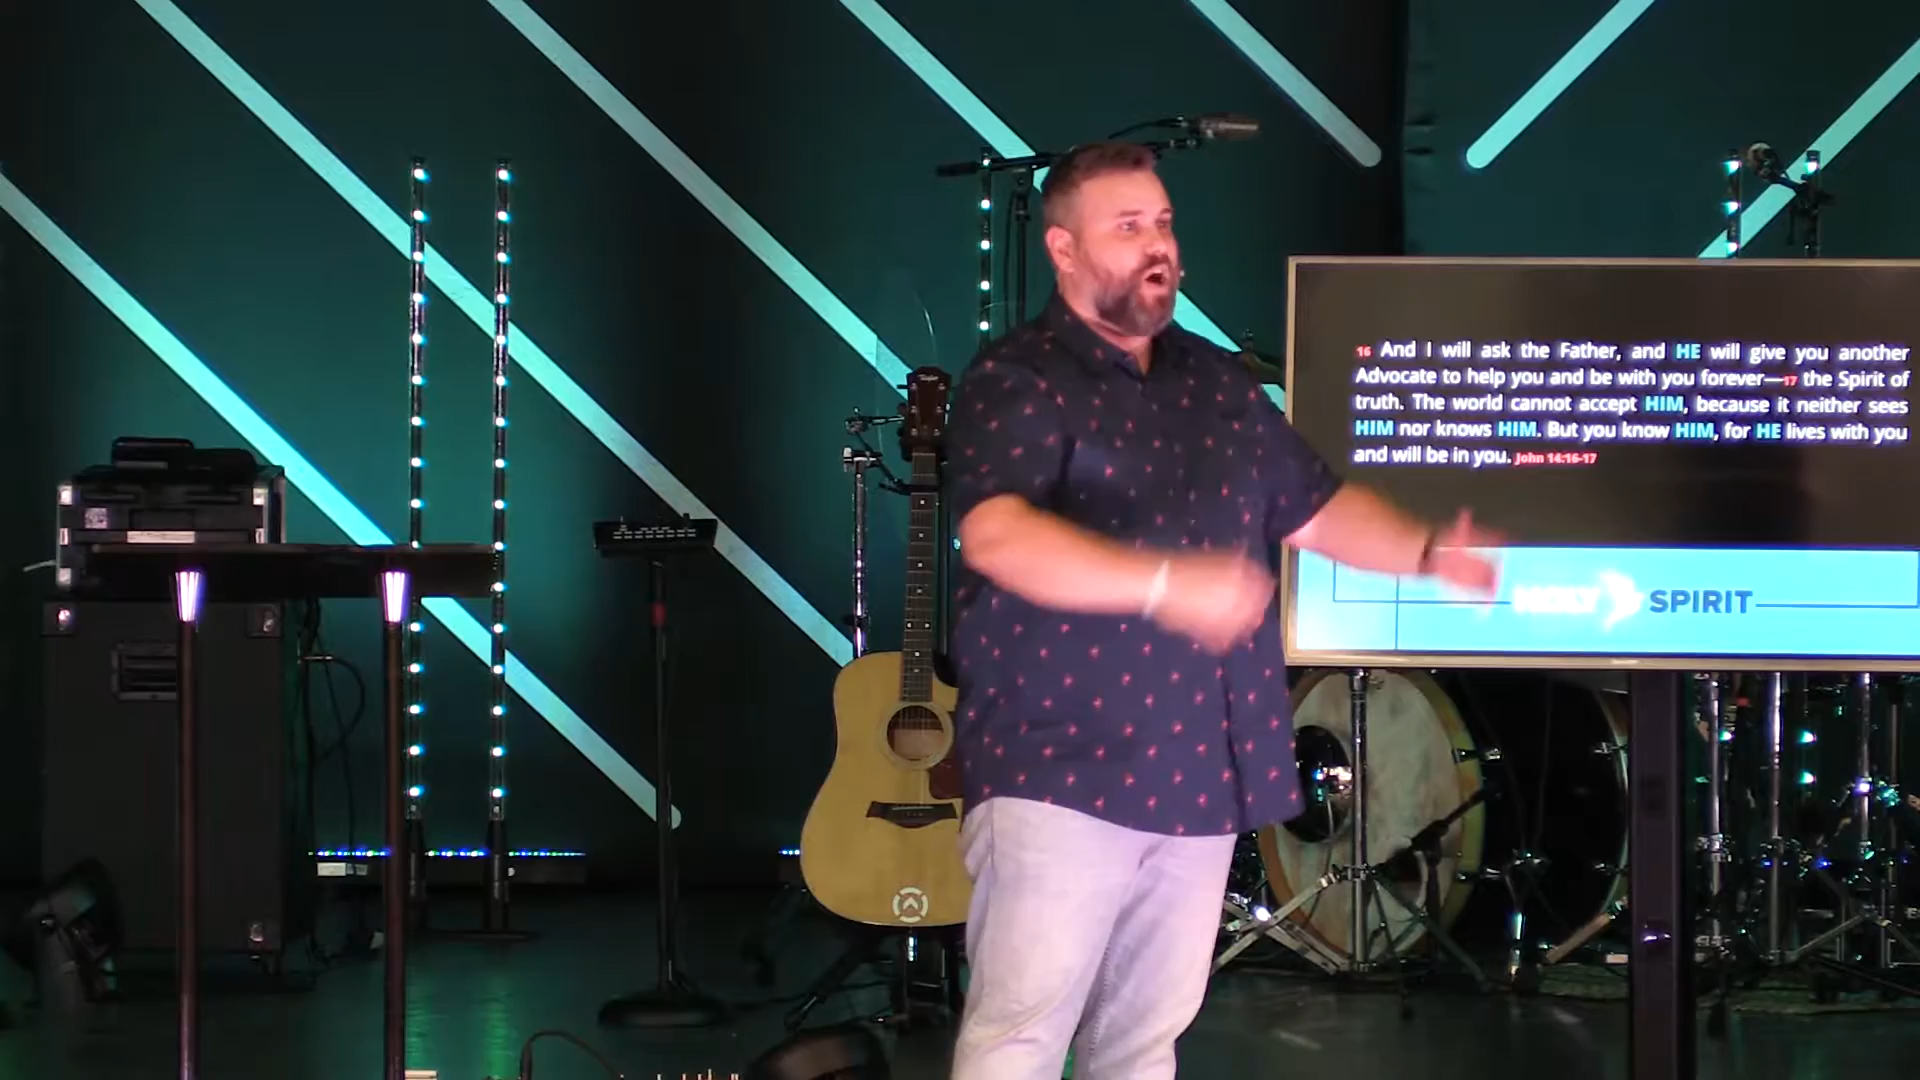 Taylor
16 And I will ask the Father, and HE will give you another
Advocate to help you and be with you forever—17 the Spirit of
truth. The world cannot accept HIM, because it neither sees
HIM nor knows HIM. But you know HIM, for HE lives with you
and will be in you. John 14:16-17
HOLY SPIRIT